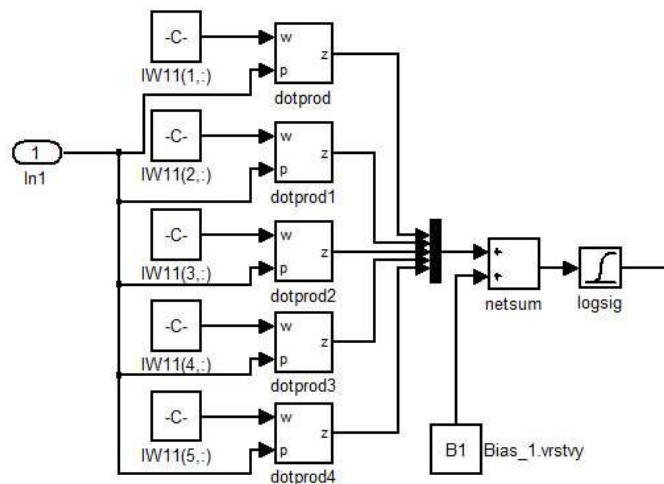 -C-
w
z
p
IW11(1,:)
dotprod
1
In1
-C-
w
z
p
IW11(2,:)
dotprod1
-C-
w
z
p
IW11(3,:)
dotprod2
-C-
w
z
p
IW11(4,:)
dotprod3
-C-
w
z
p
IW11(5,:)
dotprod4
netsum
logsig
B1
Bias_1.vrstvy